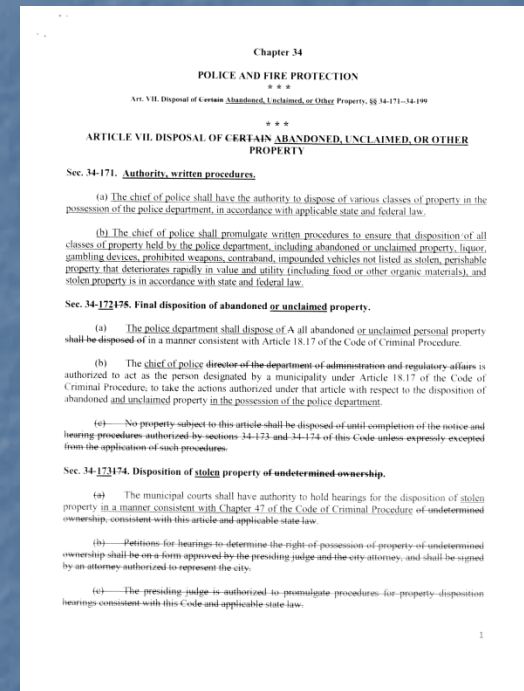 Chapter 34
POLICE AND FIRE PROTECTION
* * *
Art. VII. Disposal of Certain Abandoned, Unclaimed, or Other Property, §§ 34-171--34-199
* * *
ARTICLE VII. DISPOSAL OF CERTAIN ABANDONED, UNCLAIMED, OR OTHER
PROPERTY
Sec. 34-171. Authority, written procedures.
(a) The chief of police shall have the authority to dispose of various classes of property in the
possession of the police department, in accordance with applicable state and federal law.
(b) The chief of police shall promulgate written procedures to ensure that disposition of all
classes of property held by the police department, including abandoned or unclaimed property, liquor,
gambling devices, prohibited weapons, contraband, impounded vehicles not listed as stolen, perishable
property that deteriorates rapidly in value and utility (including food or other organic materials), and
stolen property is in accordance with state and federal law.
Sec. 34-172175. Final disposition of abandoned or unclaimed property.
(a) The police department shall dispose of A all abandoned or unclaimed personal property
shall be disposed of in a manner consistent with Article 18.17 of the Code of Criminal Procedure.
(b) The chief of police director of the department of administration and regulatory affairs is
authorized to act as the person designated by a municipality under Article 18.17 of the Code of
Criminal Procedure, to take the actions authorized under that article with respect to the disposition of
abandoned and unclaimed property in the possession of the police department.
(c) No property subject to this article shall be disposed of until completion of the notice and
hearing procedures authorized by sections 34-173 and 34-174 of this Code unless expressly excepted
from the application of such procedures.
Sec. 34-173174. Disposition of stolen property of undetermined ownership.
(a) The municipal courts shall have authority to hold hearings for the disposition of stolen
property in a manner consistent with Chapter 47 of the Code of Criminal Procedure of undetermined
ownership, consistent with this article and applicable state law.
(b) Petitions for hearings to determine the right of possession of property of undetermined
ownership shall be on a form approved by the presiding judge and the city attorney, and shall be signed
by an attorney authorized to represent the city.
(c) The presiding judge is authorized to promulgate procedures for property disposition
hearings consistent with this Code and applicable state law.
1